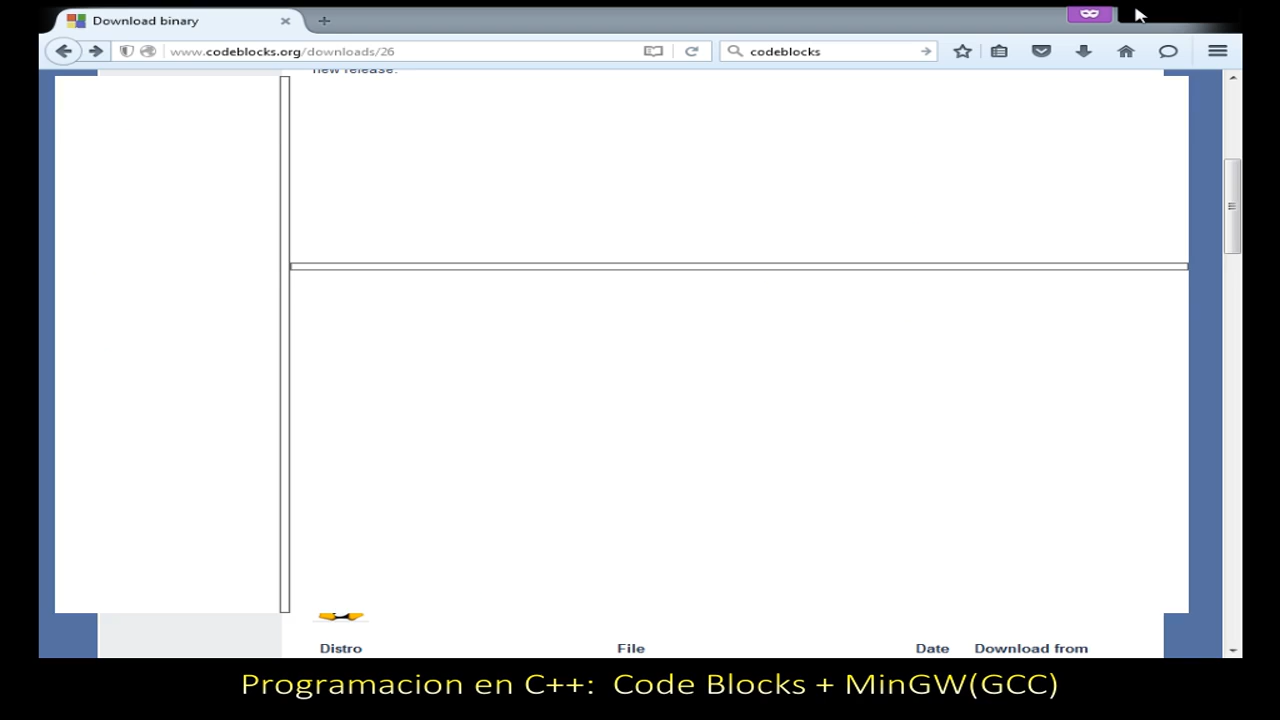 Download binary
www.codeblocks.org/downloads/26
codeblocks
new release.
Distro File Date Download from
Programacion en C++: Code Blocks + MinGW(GCC)